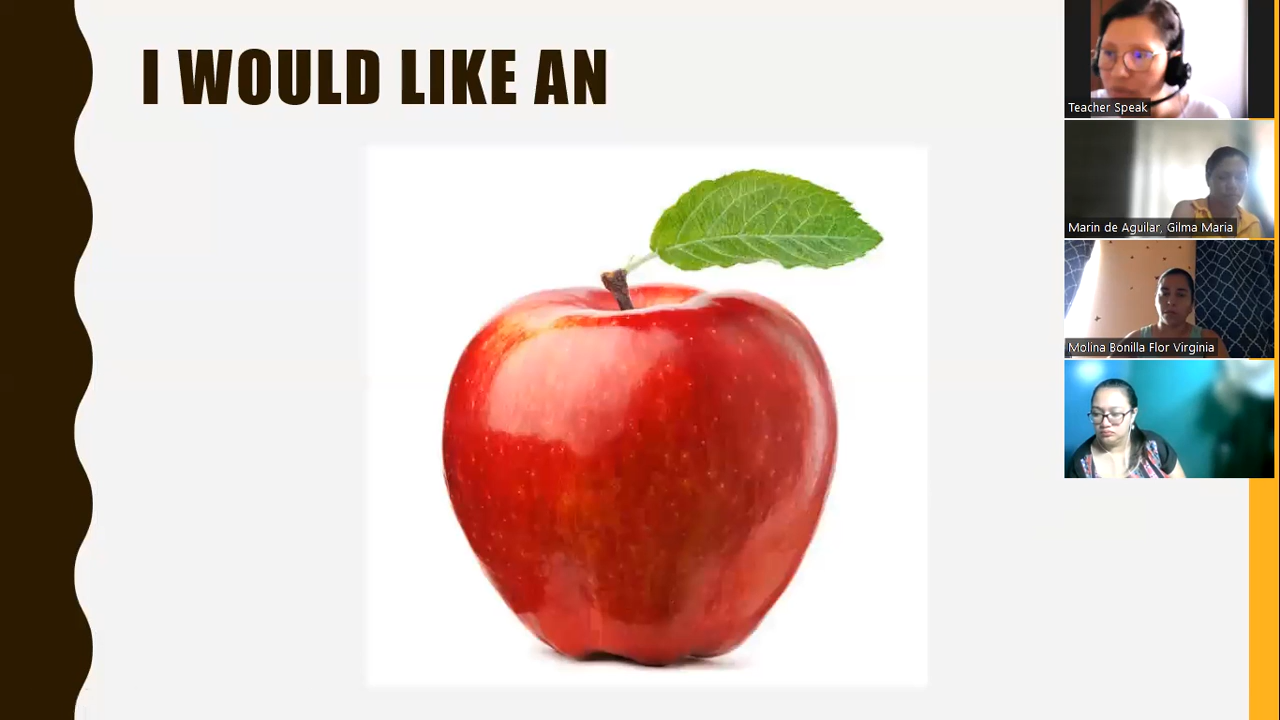 I WOULD LIKE AN
Teacher Speak
Marin de Aguilar, Gilma Maria
Molina Bonilla Flor Virginia